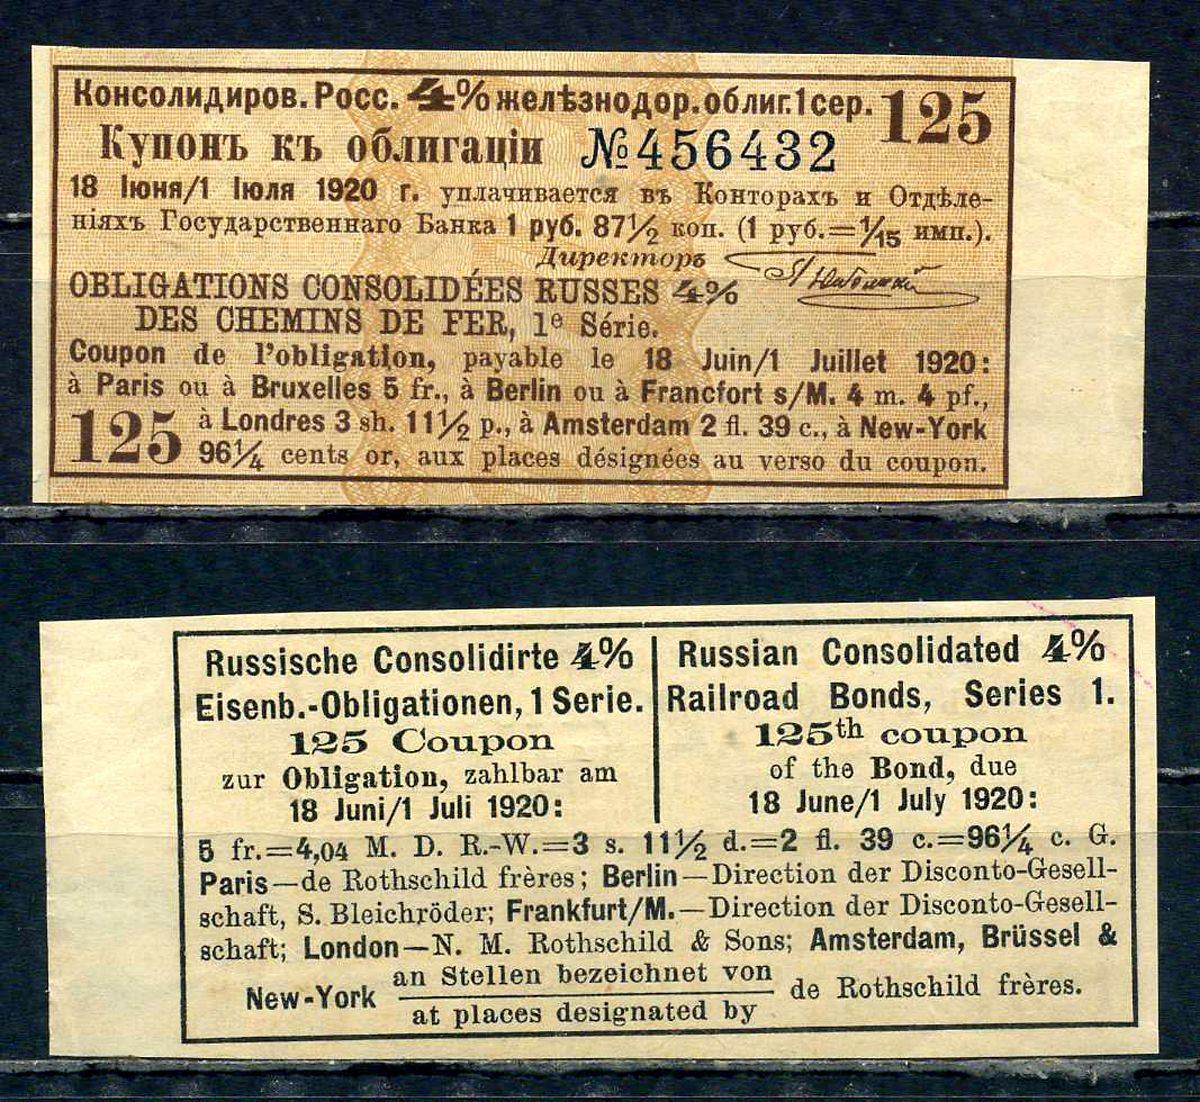 Консолидиров. Росс. 4% желѣзнодор. облиг. 1 сер. 125
Купонъ къ облигаціи №456432
18 Іюня/1 Іюля 1920 г. уплачивается въ Конторахъ и Отдѣле-
ніяхъ Государственнаго Банка 1 руб. 87½ коп. (1 руб.=1/15 имп.).
Директоръ
OBLIGATIONS CONSOLIDÉES RUSSES 4%
DES CHEMINS DE FER, 1e Série.
Coupon de l'obligation, payable le 18 Juin/1 Juillet 1920:
à Paris ou à Bruxelles 5 fr., à Berlin ou à Francfort s/M. 4 m. 4 pf.,
125 à Londres 3 sh. 11½ p., à Amsterdam 2 fl. 39 c., à New-York
96¼ cents or, aux places désignées au verso du coupon.
Russische Consolidirte 4%
Eisenb.-Obligationen, 1 Serie.
125 Coupon
zur Obligation, zahlbar am
18 Juni/1 Juli 1920:
Russian Consolidated 4%
Railroad Bonds, Series 1.
125th coupon
of the Bond, due
18 June/1 July 1920:
5 fr.=4,04 M. D. R.-W.=3 s. 11½ d.=2 fl. 39 c.=96¼ c. G.
Paris—de Rothschild frères; Berlin—Direction der Disconto-Gesell-
schaft, S. Bleichröder; Frankfurt/M.—Direction der Disconto-Gesell-
schaft; London—N. M. Rothschild & Sons; Amsterdam, Brüssel &
New-York an Stellen bezeichnet von
at places designated by de Rothschild frères.